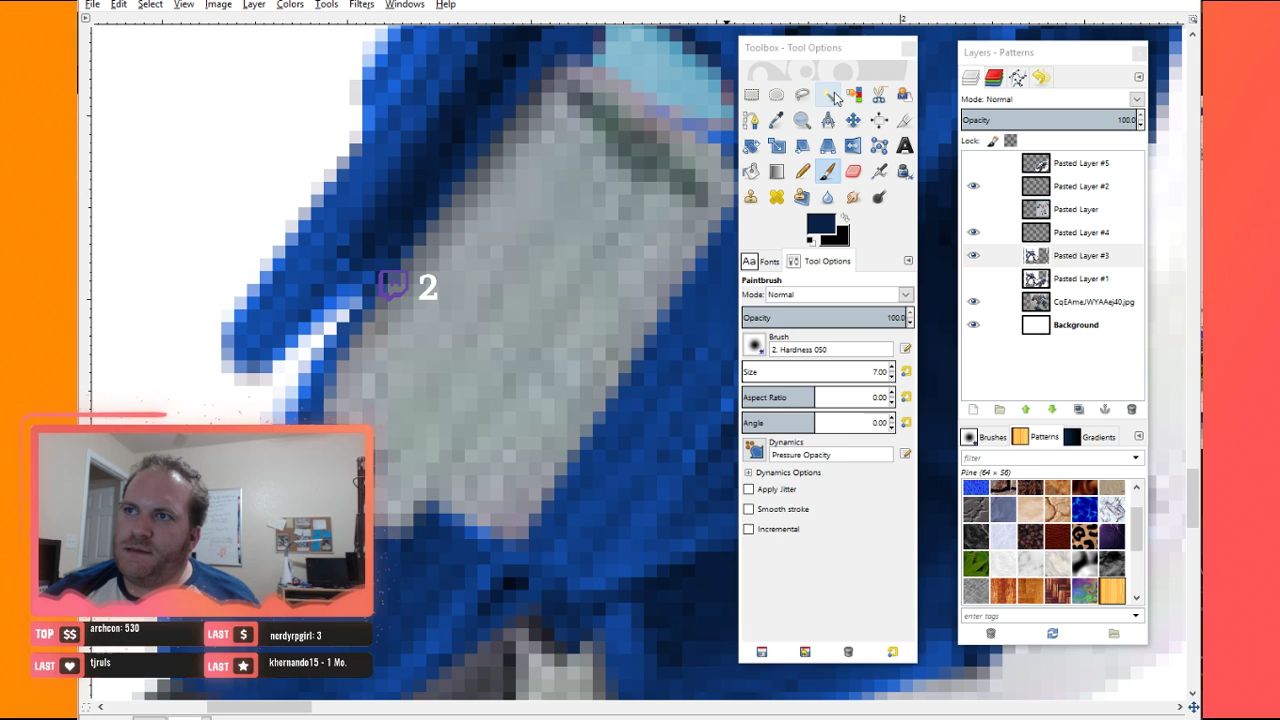 File Edit Select View Image Layer Colors Tools Filters Windows Help
2
2
Toolbox - Tool Options
Fonts Tool Options
Paintbrush
Mode: Normal
Opacity 100.0
Brush
2. Hardness 050
Size 7.00
Aspect Ratio 0.00
Angle 0.00
Dynamics
Pressure Opacity
Dynamics Options
Apply Jitter
Smooth stroke
Incremental
Layers - Patterns
Mode: Normal
Opacity 100.0
Lock:
Pasted Layer #5
Pasted Layer #2
Pasted Layer
Pasted Layer #4
Pasted Layer #3
Pasted Layer #1
CqEAmeJWYAAej40.jpg
Background
Brushes Patterns Gradients
filter
Pine (64 × 56)
enter tags
TOP $$ archcon: 530 LAST $ nerdyrpgirl: 3
LAST tjruls LAST khernando15 - 1 Mo.